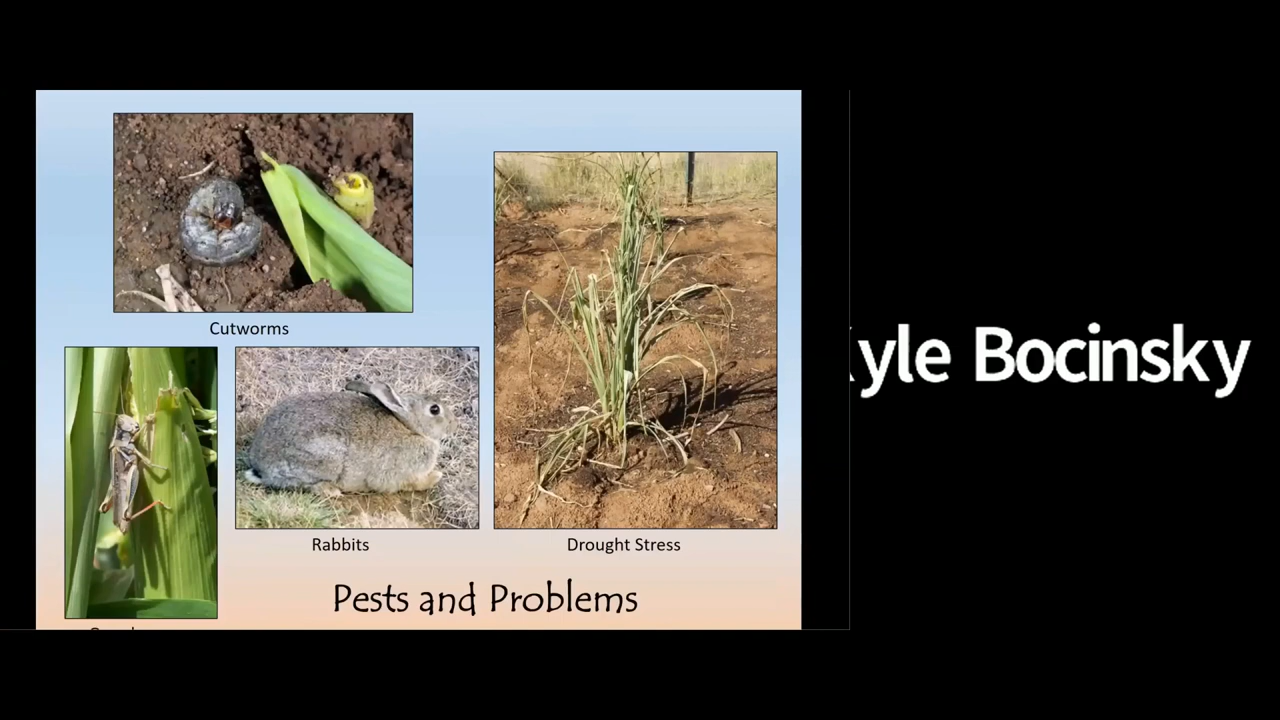 Cutworms
Rabbits
Drought Stress
Pests and Problems
yle Bocinsky